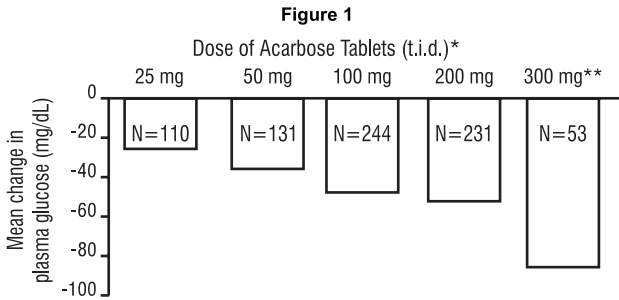 Figure 1
Dose of Acarbose Tablets (t.i.d.)*
25 mg 50 mg 100 mg 200 mg 300 mg**
Mean change in
plasma glucose (mg/dL)
0
-20
-40
-60
-80
-100
N=110 N=131 N=244 N=231 N=53